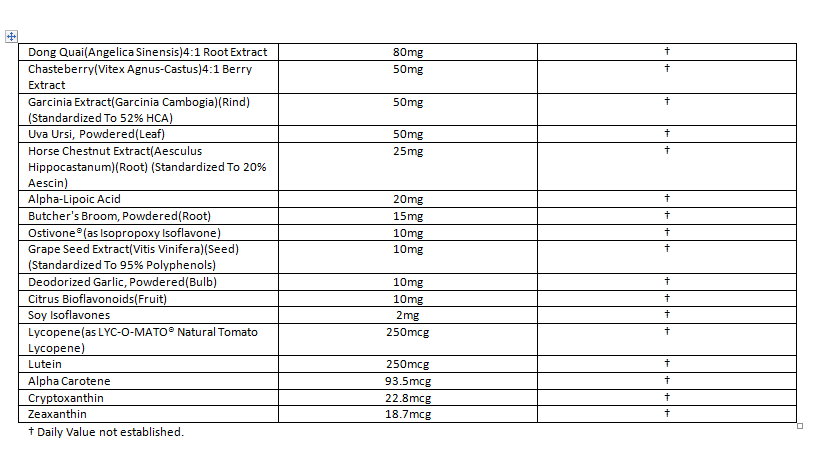 Dong Quai(Angelica Sinensis)4:1 Root Extract 80mg †
Chasteberry(Vitex Agnus-Castus)4:1 Berry 50mg †
Extract
Garcinia Extract(Garcinia Cambogia)(Rind) 50mg †
(Standardized To 52% HCA)
Uva Ursi, Powdered(Leaf) 50mg †
Horse Chestnut Extract(Aesculus 25mg †
Hippocastanum)(Root) (Standardized To 20%
Aescin)
Alpha-Lipoic Acid 20mg †
Butcher's Broom, Powdered(Root) 15mg †
Ostivone®(as Isopropoxy Isoflavone) 10mg †
Grape Seed Extract(Vitis Vinifera)(Seed) 10mg †
(Standardized To 95% Polyphenols)
Deodorized Garlic, Powdered(Bulb) 10mg †
Citrus Bioflavonoids(Fruit) 10mg †
Soy Isoflavones 2mg †
Lycopene(as LYC-O-MATO® Natural Tomato 250mcg †
Lycopene)
Lutein 250mcg †
Alpha Carotene 93.5mcg †
Cryptoxanthin 22.8mcg †
Zeaxanthin 18.7mcg †
† Daily Value not established.